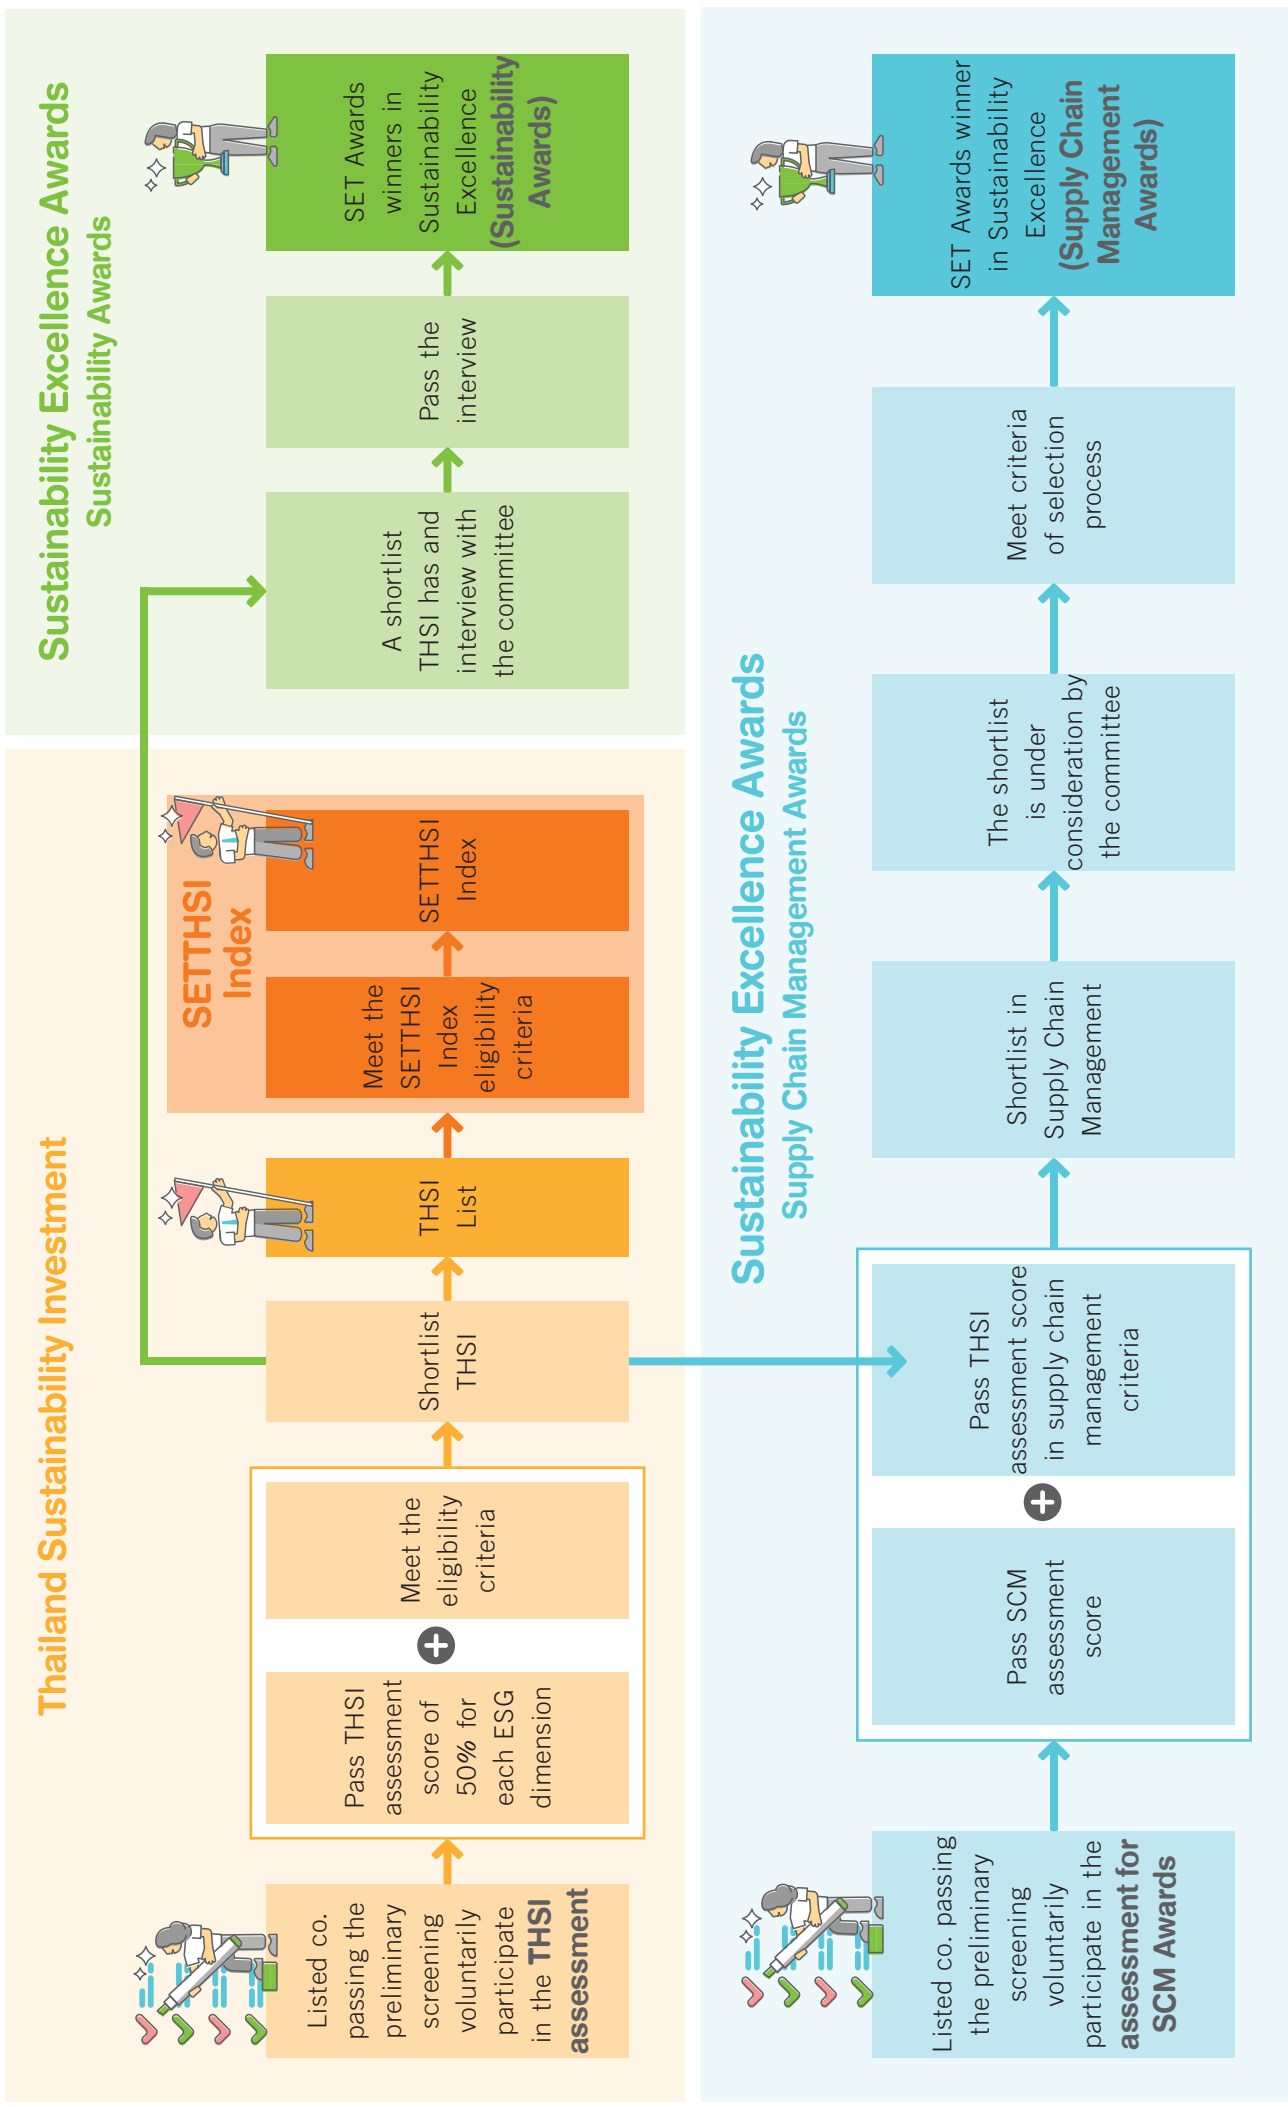 Thailand Sustainability Investment
Listed co.
passing the
preliminary
screening
voluntarily
participate
in the THSI
assessment
Pass THSI
assessment
score of
50% for
each ESG
dimension
+
Meet the
eligibility
criteria
Shortlist
THSI
THSI
List
SETTHSI
Index
Meet the
SETTHSI
Index
eligibility
criteria
SETTHSI
Index
Sustainability Excellence Awards
Sustainability Awards
A shortlist
THSI has and
interview with
the committee
Pass the
interview
SET Awards
winners in
Sustainability
Excellence
(Sustainability
Awards)
Sustainability Excellence Awards
Supply Chain Management Awards
Listed co. passing
the preliminary
screening
voluntarily
participate in the
assessment for
SCM Awards
Pass SCM
assessment
score
+
Pass THSI
assessment score
in supply chain
management
criteria
Shortlist in
Supply Chain
Management
The shortlist
is under
consideration by
the committee
Meet criteria
of selection
process
SET Awards winner
in Sustainability
Excellence
(Supply Chain
Management
Awards)